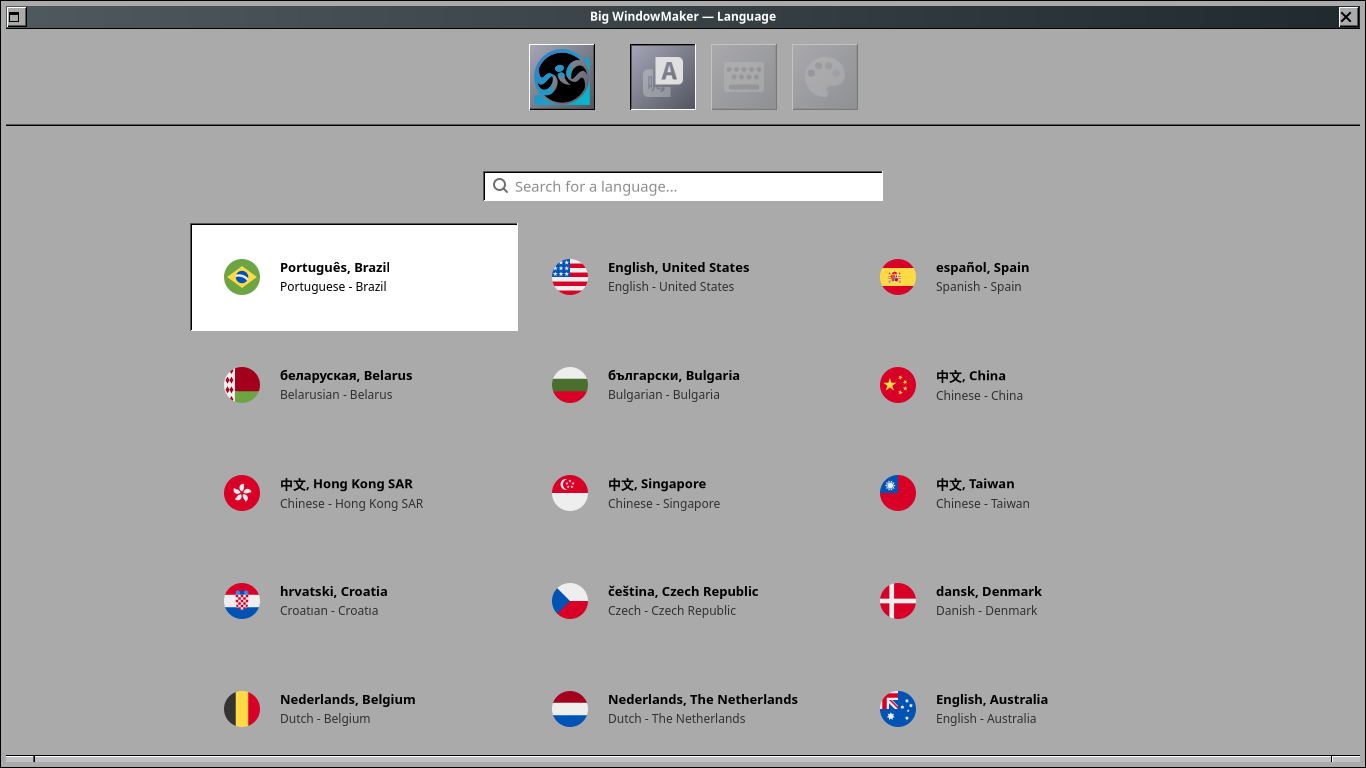 Big WindowMaker — Language
A
Search for a language...
Português, Brazil
Portuguese - Brazil
English, United States
English - United States
español, Spain
Spanish - Spain
беларуская, Belarus
Belarusian - Belarus
български, Bulgaria
Bulgarian - Bulgaria
中文, China
Chinese - China
中文, Hong Kong SAR
Chinese - Hong Kong SAR
中文, Singapore
Chinese - Singapore
中文, Taiwan
Chinese - Taiwan
hrvatski, Croatia
Croatian - Croatia
čeština, Czech Republic
Czech - Czech Republic
dansk, Denmark
Danish - Denmark
Nederlands, Belgium
Dutch - Belgium
Nederlands, The Netherlands
Dutch - The Netherlands
English, Australia
English - Australia